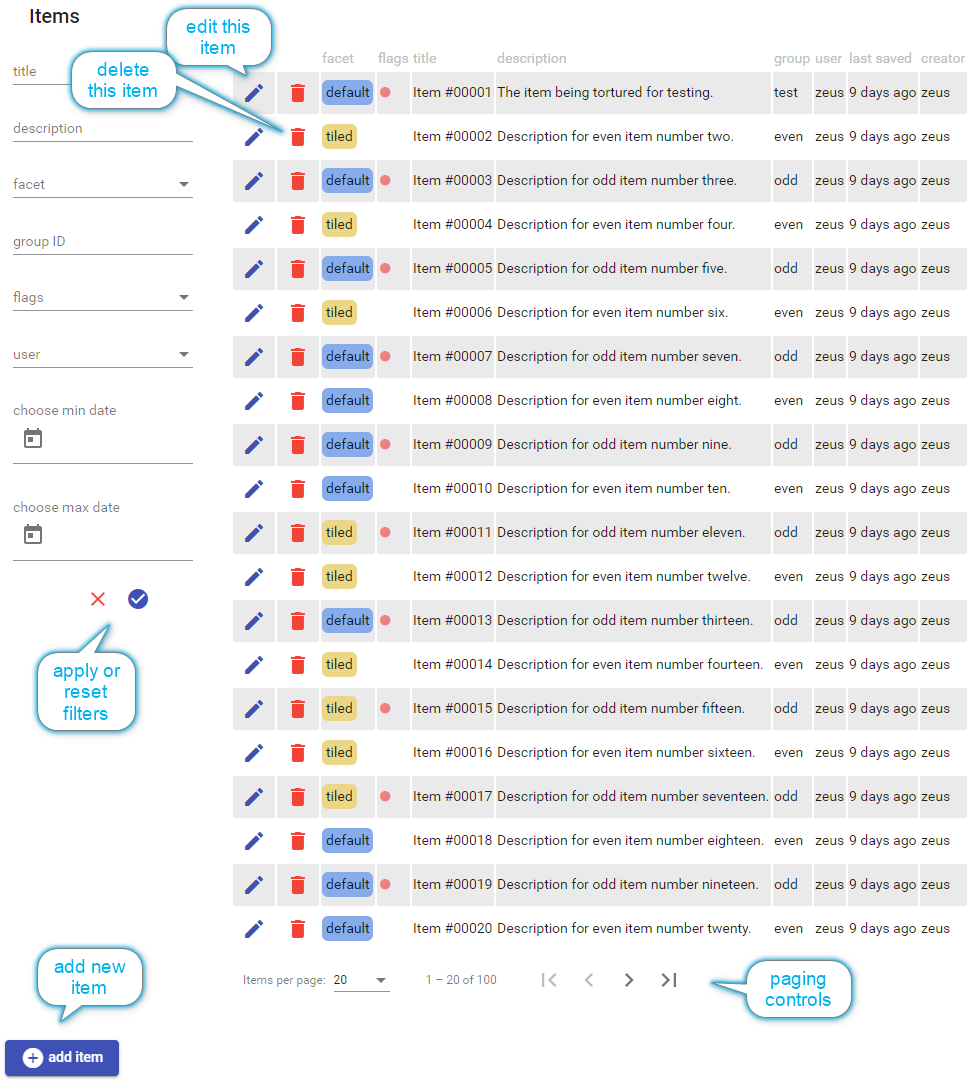 Items
edit this
item
delete
this item
title
description
facet
group ID
flags
user
choose min date
choose max date
apply or
reset
filters
add new
item
add item
facet flags title description group user last saved creator
default Item #00001 The item being tortured for testing. test zeus 9 days ago zeus
tiled Item #00002 Description for even item number two. even zeus 9 days ago zeus
default Item #00003 Description for odd item number three. odd zeus 9 days ago zeus
tiled Item #00004 Description for even item number four. even zeus 9 days ago zeus
default Item #00005 Description for odd item number five. odd zeus 9 days ago zeus
tiled Item #00006 Description for even item number six. even zeus 9 days ago zeus
default Item #00007 Description for odd item number seven. odd zeus 9 days ago zeus
default Item #00008 Description for even item number eight. even zeus 9 days ago zeus
default Item #00009 Description for odd item number nine. odd zeus 9 days ago zeus
default Item #00010 Description for even item number ten. even zeus 9 days ago zeus
tiled Item #00011 Description for odd item number eleven. odd zeus 9 days ago zeus
tiled Item #00012 Description for even item number twelve. even zeus 9 days ago zeus
default Item #00013 Description for odd item number thirteen. odd zeus 9 days ago zeus
tiled Item #00014 Description for even item number fourteen. even zeus 9 days ago zeus
tiled Item #00015 Description for odd item number fifteen. odd zeus 9 days ago zeus
tiled Item #00016 Description for even item number sixteen. even zeus 9 days ago zeus
tiled Item #00017 Description for odd item number seventeen. odd zeus 9 days ago zeus
default Item #00018 Description for even item number eighteen. even zeus 9 days ago zeus
default Item #00019 Description for odd item number nineteen. odd zeus 9 days ago zeus
default Item #00020 Description for even item number twenty. even zeus 9 days ago zeus
Items per page: 20 1 – 20 of 100
paging
controls